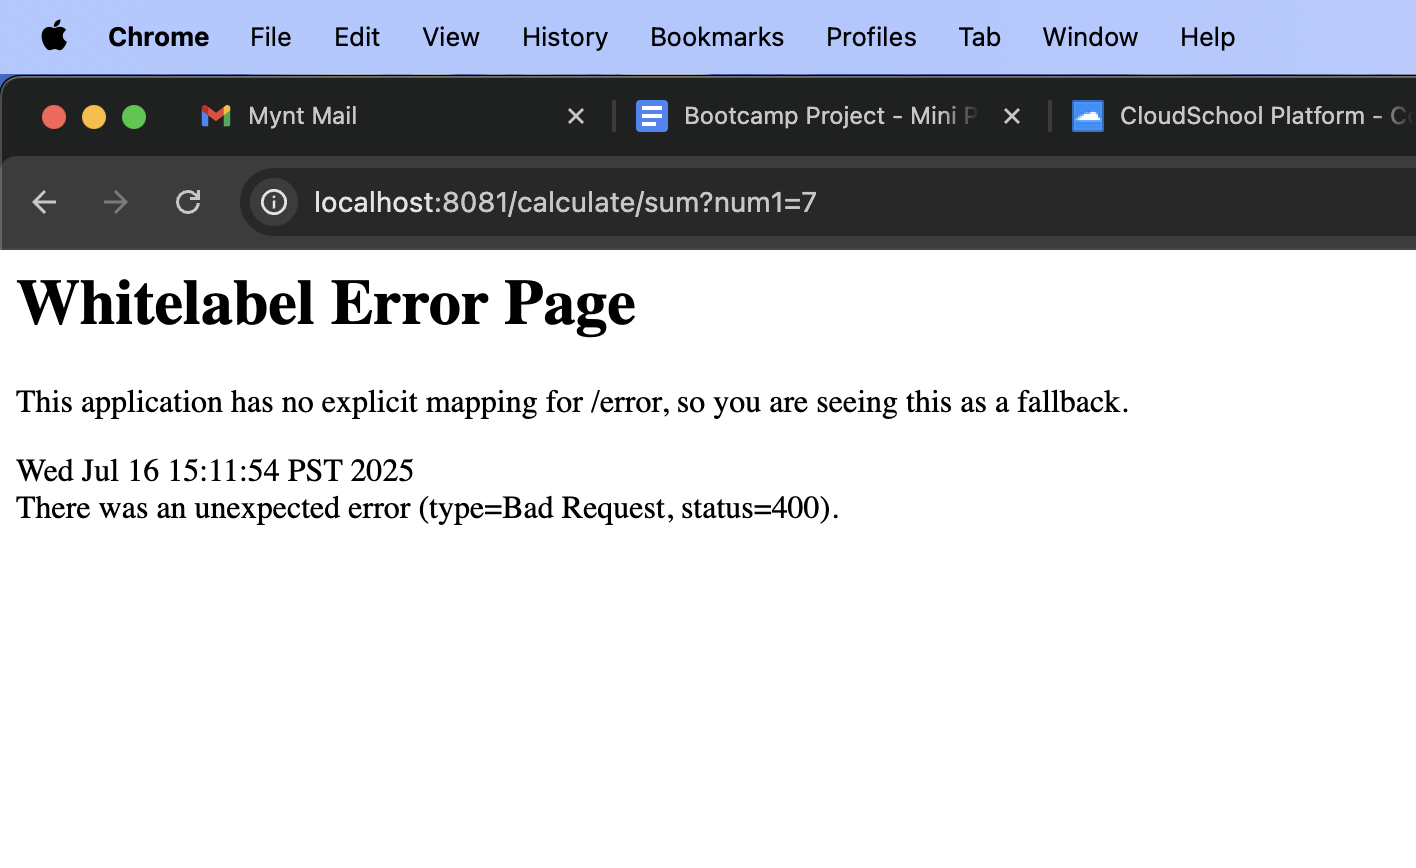 Chrome File Edit View History Bookmarks Profiles Tab Window Help
Mynt Mail Bootcamp Project - Mini P CloudSchool Platform - Co
localhost:8081/calculate/sum?num1=7
Whitelabel Error Page
This application has no explicit mapping for /error, so you are seeing this as a fallback.
Wed Jul 16 15:11:54 PST 2025
There was an unexpected error (type=Bad Request, status=400).